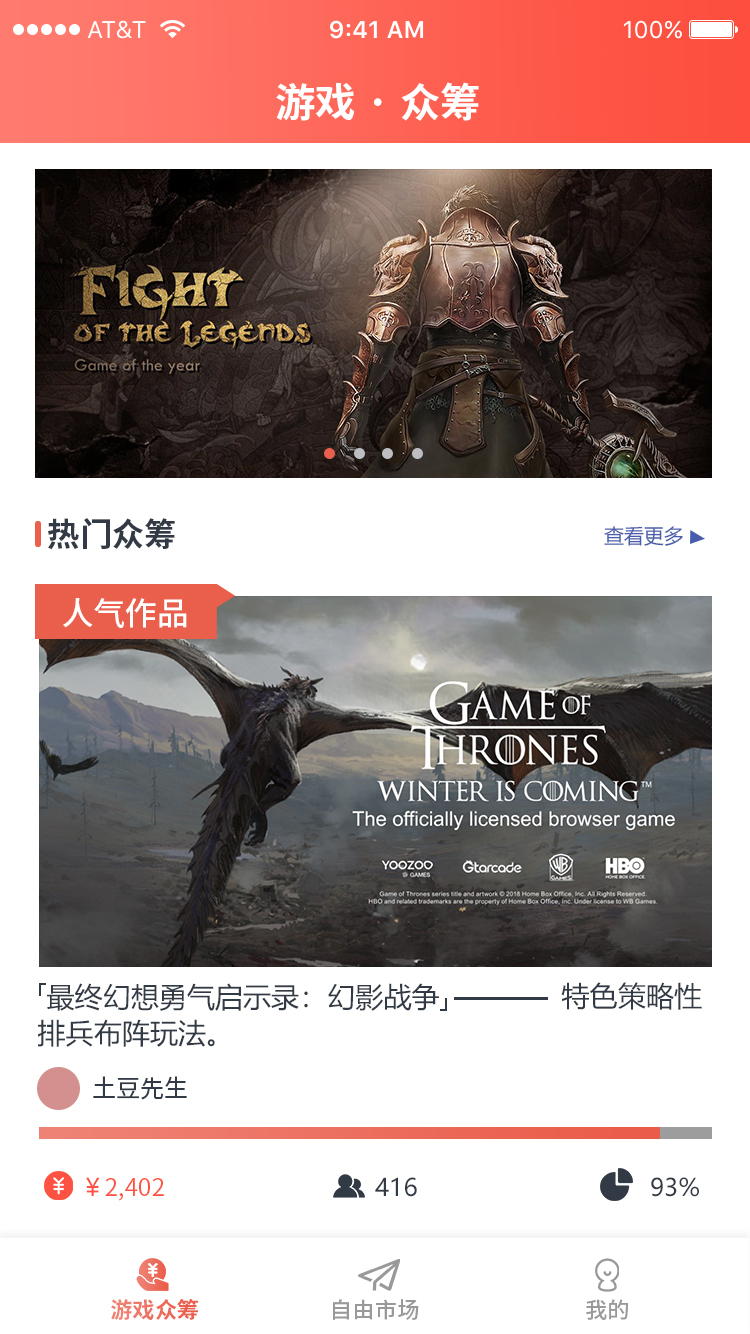 AT&T 9:41 AM 100%
游戏 · 众筹
FIGHT
OF THE LEGENDS
Game of the year
热门众筹
查看更多
人气作品
GAME OF
THRONES
WINTER IS COMING™
The officially licensed browser game
YOOZOO GAMES Gtarcade WB GAMES HBO HOME BOX OFFICE
Game of Thrones series title and artwork © 2018 Home Box Office, Inc. All Rights Reserved.
HBO and related trademarks are the property of Home Box Office, Inc. Under license to WB Games.
「最终幻想勇气启示录：幻影战争」——— 特色策略性
排兵布阵玩法。
土豆先生
¥ ¥2,402 416 93%
¥
游戏众筹 自由市场 我的